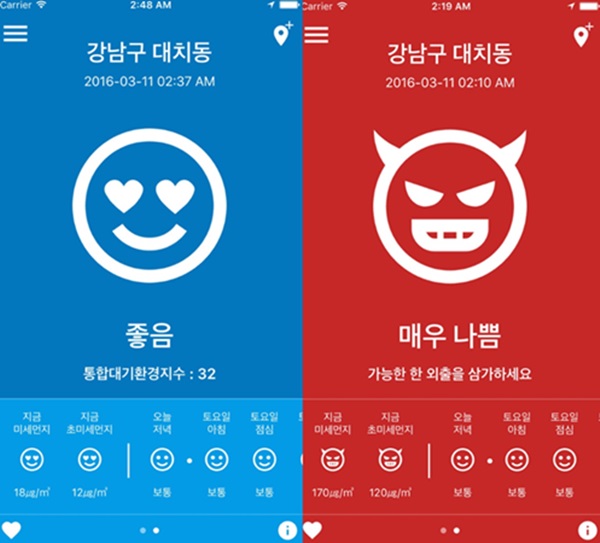 Carrier 2:48 AM
강남구 대치동
2016-03-11 02:37 AM
좋음
통합대기환경지수 : 32
지금 지금 오늘 토요일 토요일
미세먼지 초미세먼지 저녁 아침 점심
18㎍/㎥ 12㎍/㎥ 보통 보통 보통
Carrier 2:19 AM
강남구 대치동
2016-03-11 02:10 AM
매우 나쁨
가능한 한 외출을 삼가하세요
지금 지금 오늘 토요일 토요일
미세먼지 초미세먼지 저녁 아침 점심
170㎍/㎥ 120㎍/㎥ 보통 보통 보통